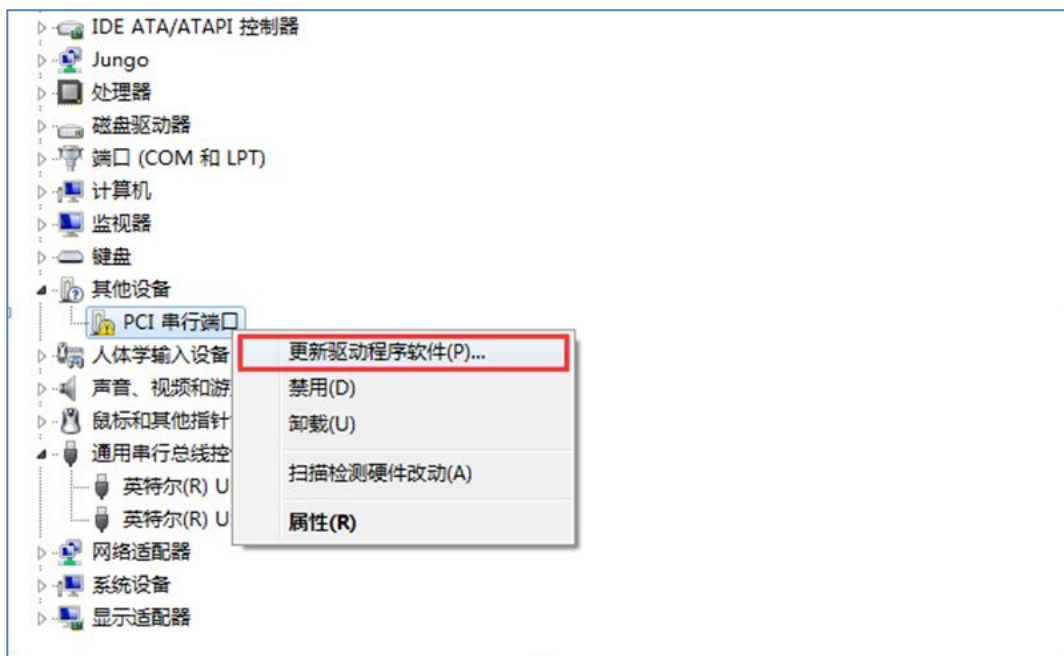 IDE ATA/ATAPI 控制器
Jungo
处理器
磁盘驱动器
端口 (COM 和 LPT)
计算机
监视器
键盘
其他设备
PCI 串行端口
人体学输入设备
更新驱动程序软件(P)...
声音、视频和游
禁用(D)
鼠标和其他指针
卸载(U)
通用串行总线控
扫描检测硬件改动(A)
英特尔(R) U
英特尔(R) U
属性(R)
网络适配器
系统设备
显示适配器